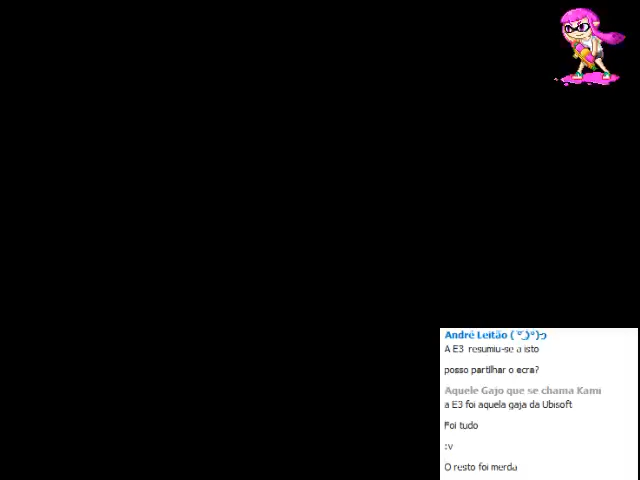 André Leitão ( ͡° ͜ʖ ͡°)つ
A E3 resumiu-se a isto
posso partilhar o ecra?
Aquele Gajo que se chama Kami
a E3 foi aquela gaja da Ubisoft
Foi tudo
:v
O resto foi merda